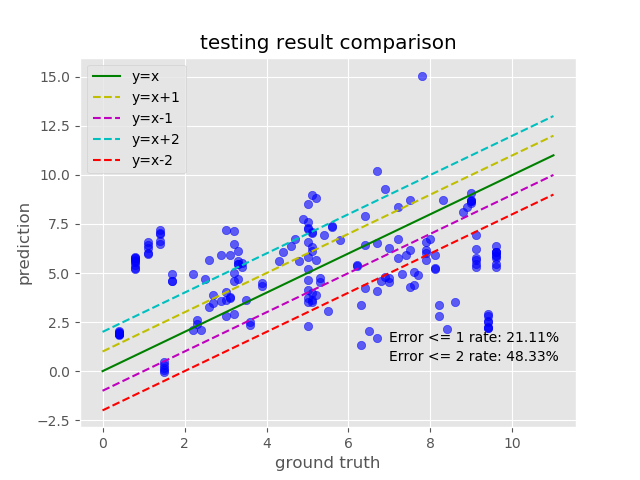 testing result comparison
y=x
y=x+1
y=x-1
y=x+2
y=x-2
15.0
12.5
10.0
7.5
5.0
2.5
0.0
−2.5
prediction
Error <= 1 rate: 21.11%
Error <= 2 rate: 48.33%
0 2 4 6 8 10
ground truth